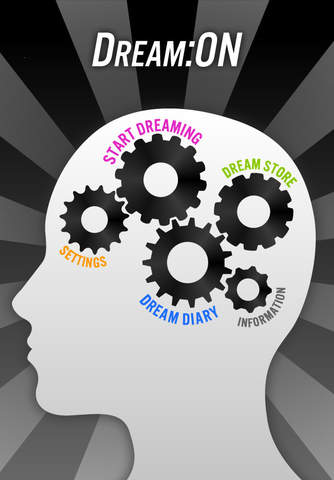 DREAM:ON
START DREAMING
DREAM STORE
SETTINGS
DREAM DIARY
INFORMATION